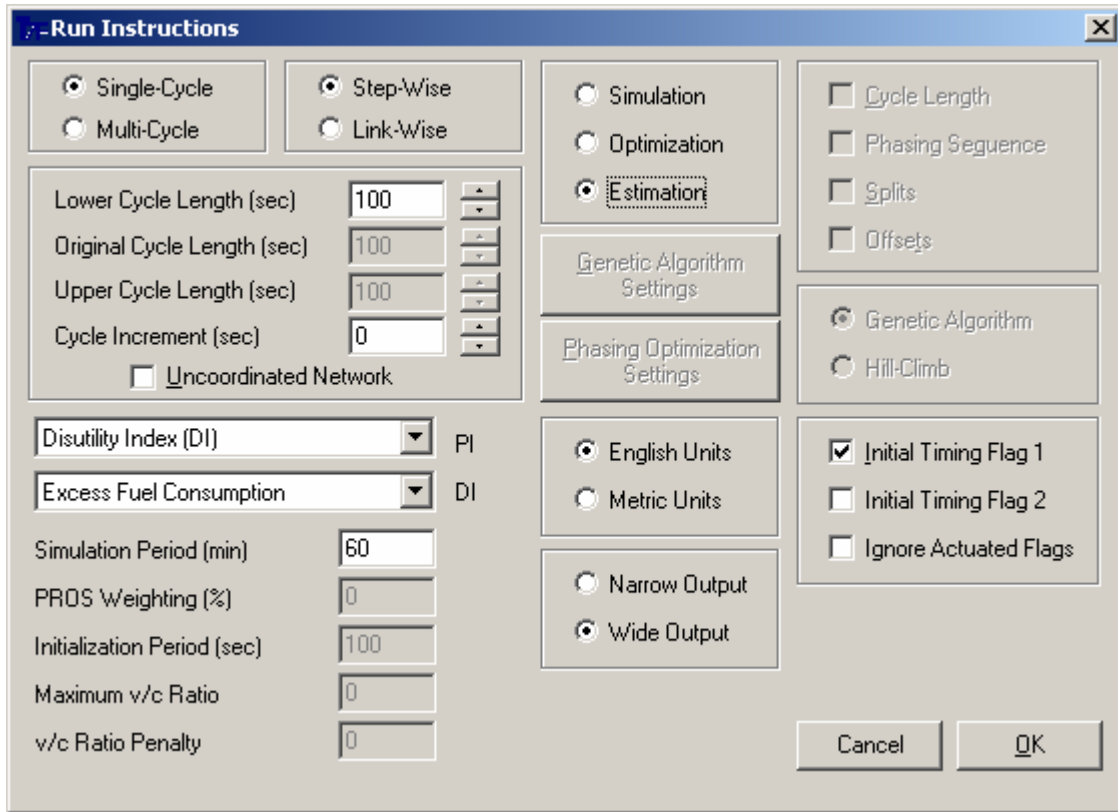 Run Instructions
Single-Cycle
Multi-Cycle
Step-Wise
Link-Wise
Lower Cycle Length (sec) 100
Original Cycle Length (sec) 100
Upper Cycle Length (sec) 100
Cycle Increment (sec) 0
Uncoordinated Network
Disutility Index (DI) PI
Excess Fuel Consumption DI
Simulation Period (min) 60
PROS Weighting (%) 0
Initialization Period (sec) 100
Maximum v/c Ratio 0
v/c Ratio Penalty 0
Simulation
Optimization
Estimation
Genetic Algorithm
Settings
Phasing Optimization
Settings
English Units
Metric Units
Narrow Output
Wide Output
Cycle Length
Phasing Sequence
Splits
Offsets
Genetic Algorithm
Hill-Climb
Initial Timing Flag 1
Initial Timing Flag 2
Ignore Actuated Flags
Cancel
OK